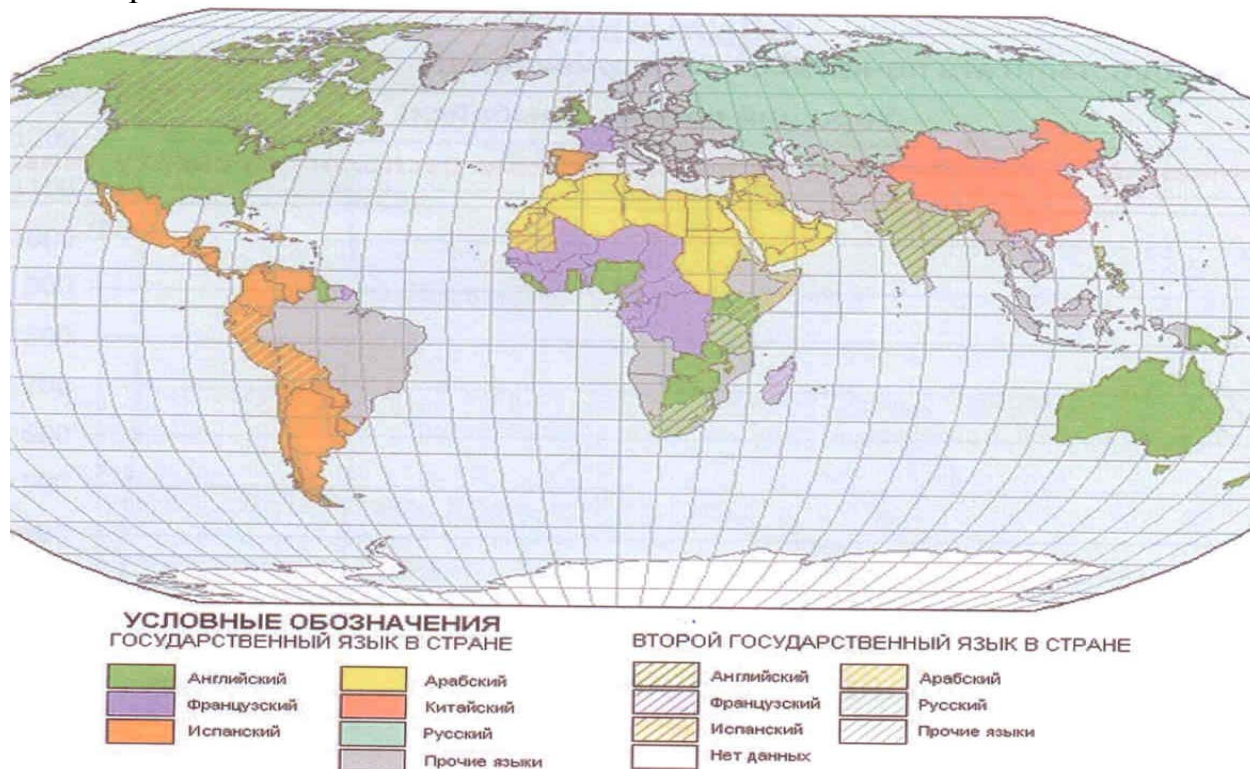 УСЛОВНЫЕ ОБОЗНАЧЕНИЯ
ГОСУДАРСТВЕННЫЙ ЯЗЫК В СТРАНЕ
Английский
Французский
Испанский
Арабский
Китайский
Русский
Прочие языки
ВТОРОЙ ГОСУДАРСТВЕННЫЙ ЯЗЫК В СТРАНЕ
Английский
Французский
Испанский
Нет данных
Арабский
Русский
Прочие языки